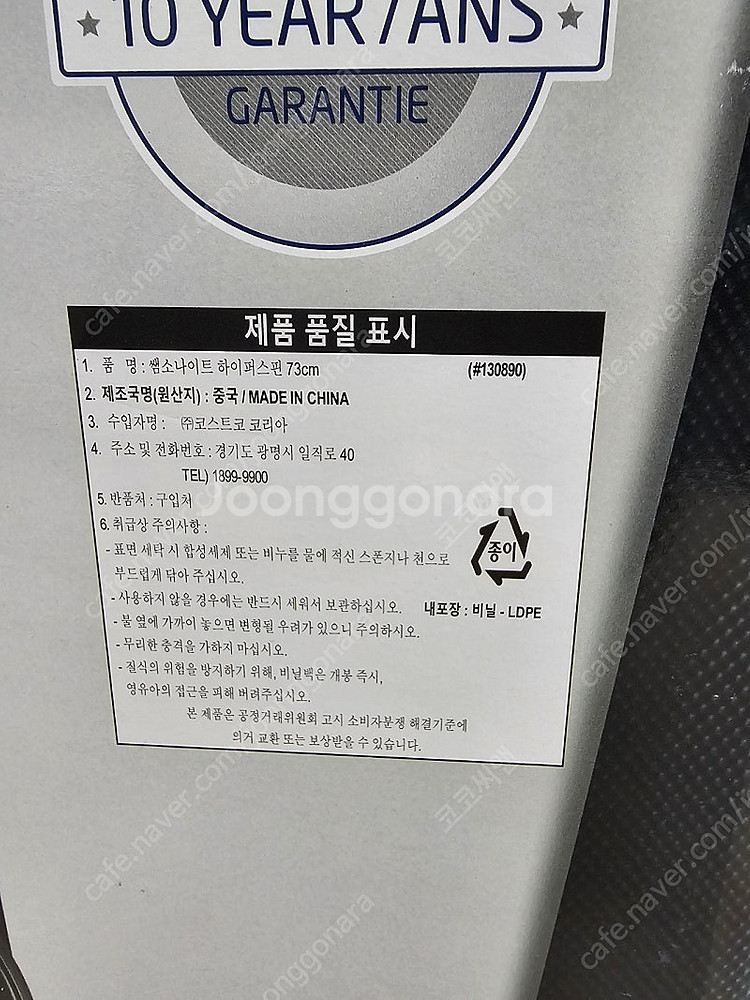 10 YEAR/ANS
GARANTIE
제품 품질 표시
1. 품 명 : 쌤소나이트 하이퍼스핀 73cm (#130890)
2. 제조국명(원산지) : 중국 / MADE IN CHINA
3. 수입자명 : ㈜코스트코 코리아
4. 주소 및 전화번호 : 경기도 광명시 일직로 40
TEL) 1899-9900
5. 반품처 : 구입처
6. 취급상 주의사항 :
- 표면 세탁 시 합성세제 또는 비누를 물에 적신 스폰지나 천으로
부드럽게 닦아 주십시오.
- 사용하지 않을 경우에는 반드시 세워서 보관하십시오.
- 불 옆에 가까이 놓으면 변형될 우려가 있으니 주의하시오.
- 무리한 충격을 가하지 마십시오.
- 질식의 위험을 방지하기 위해, 비닐백은 개봉 즉시,
영유아의 접근을 피해 버려주십시오.
본 제품은 공정거래위원회 고시 소비자분쟁 해결기준에
의거 교환 또는 보상받을 수 있습니다.
종이
내포장 : 비닐 - LDPE
Joonggonara
코코씨앤
cafe.naver.com/joonggonara